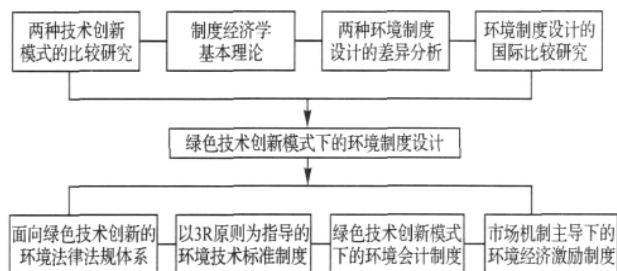 两种技术创新
模式的比较研究
制度经济学
基本理论
两种环境制度
设计的差异分析
环境制度设计的
国际比较研究
绿色技术创新模式下的环境制度设计
面向绿色技术创新的
环境法律法规体系
以3R原则为指导的
环境技术标准制度
绿色技术创新模式
下的环境会计制度
市场机制主导下的
环境经济激励制度